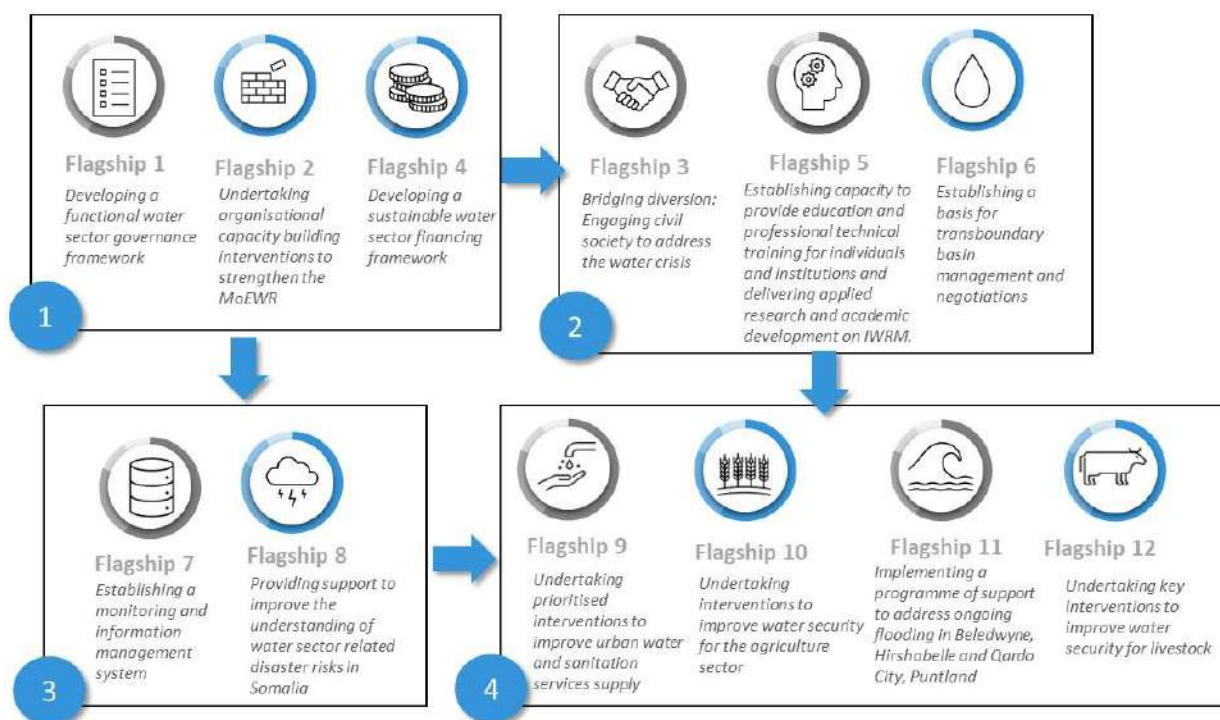 Flagship 1
Developing a
functional water
sector governance
framework
Flagship 2
Undertaking
organisational
capacity building
interventions to
strengthen the
MoEWR
Flagship 4
Developing a
sustainable water
sector financing
framework
1
Flagship 3
Bridging diversion:
Engaging civil
society to address
the water crisis
Flagship 5
Establishing capacity to
provide education and
professional technical
training for individuals
and institutions and
delivering applied
research and academic
development on IWRM.
Flagship 6
Establishing a
basis for
transboundary
basin
management and
negotiations
2
Flagship 7
Establishing a
monitoring and
information
management
system
Flagship 8
Providing support to
improve the
understanding of
water sector related
disaster risks in
Somalia
3
Flagship 9
Undertaking
prioritised
interventions to
improve urban water
and sanitation
services supply
Flagship 10
Undertaking
interventions to
improve water security
for the agriculture
sector
Flagship 11
Implementing a
programme of support
to address ongoing
flooding in Beledwyne,
Hirshabelle and Qardo
City, Puntland
Flagship 12
Undertaking key
interventions to
improve water
security for livestock
4